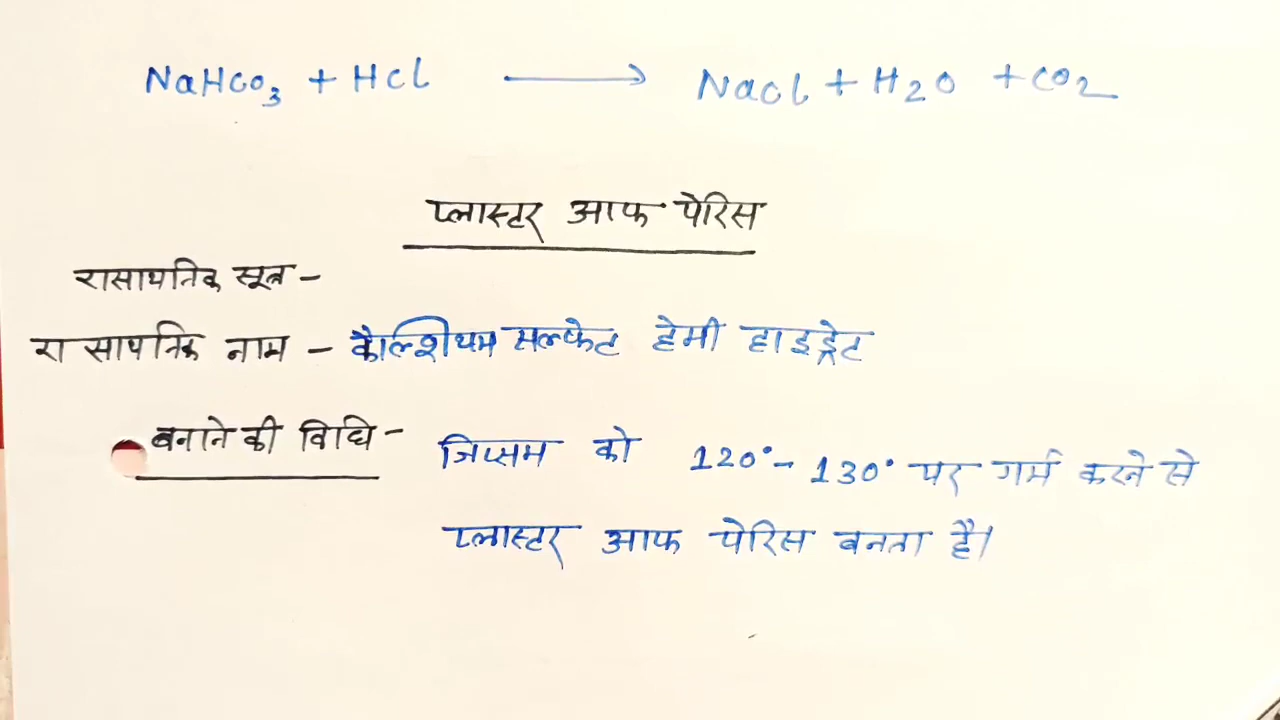 NaHCO₃ + HCl ⟶ NaCl + H2O + CO2
प्लास्टर आफ पेरिस
रासायनिक सूत्र -
रासायनिक नाम - कैल्शियम सल्फेट हेमी हाइड्रेट
बनाने की विधि - जिप्सम को 120° - 130° पर गर्म करने से
प्लास्टर आफ पेरिस बनता है।